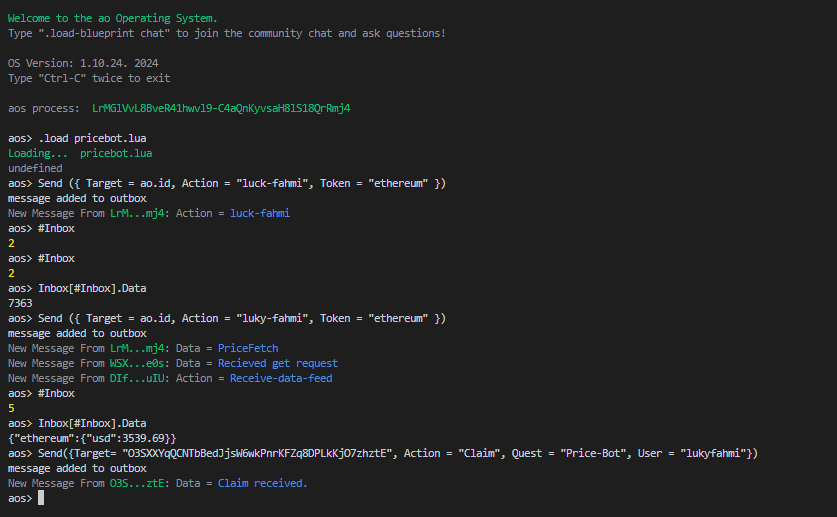 Welcome to the ao Operating System.
Type ".load-blueprint chat" to join the community chat and ask questions!
OS Version: 1.10.24. 2024
Type "Ctrl-C" twice to exit
aos process:  LrMGlVvL8BveR41hwvl9-C4aQnKyvsaH8lS18QrRmj4
aos> .load pricebot.lua
Loading...  pricebot.lua
undefined
aos> Send ({ Target = ao.id, Action = "luck-fahmi", Token = "ethereum" })
message added to outbox
New Message From LrM...mj4: Action = luck-fahmi
aos> #Inbox
2
aos> #Inbox
2
aos> Inbox[#Inbox].Data
7363
aos> Send ({ Target = ao.id, Action = "luky-fahmi", Token = "ethereum" })
message added to outbox
New Message From LrM...mj4: Data = PriceFetch
New Message From WSX...e0s: Data = Recieved get request
New Message From DIf...uIU: Action = Receive-data-feed
aos> #Inbox
5
aos> Inbox[#Inbox].Data
{"ethereum":{"usd":3539.69}}
aos> Send({Target= "O3SXXYqQCNTbBedJjsW6wkPnrKFZq8DPLkKjO7zhztE", Action = "Claim", Quest = "Price-Bot", User = "lukyfahmi"})
message added to outbox
New Message From O3S...ztE: Data = Claim received.
aos>